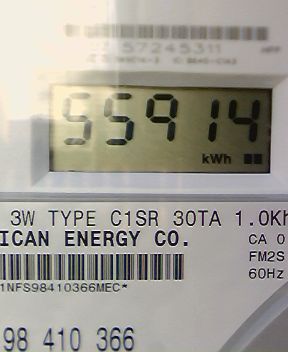 57245311
55914
kWh
3W TYPE C1SR 30TA 1.0Kh
ICAN ENERGY CO.
CA 0
FM2S
60Hz
1NFS98410366MEC*
98 410 366